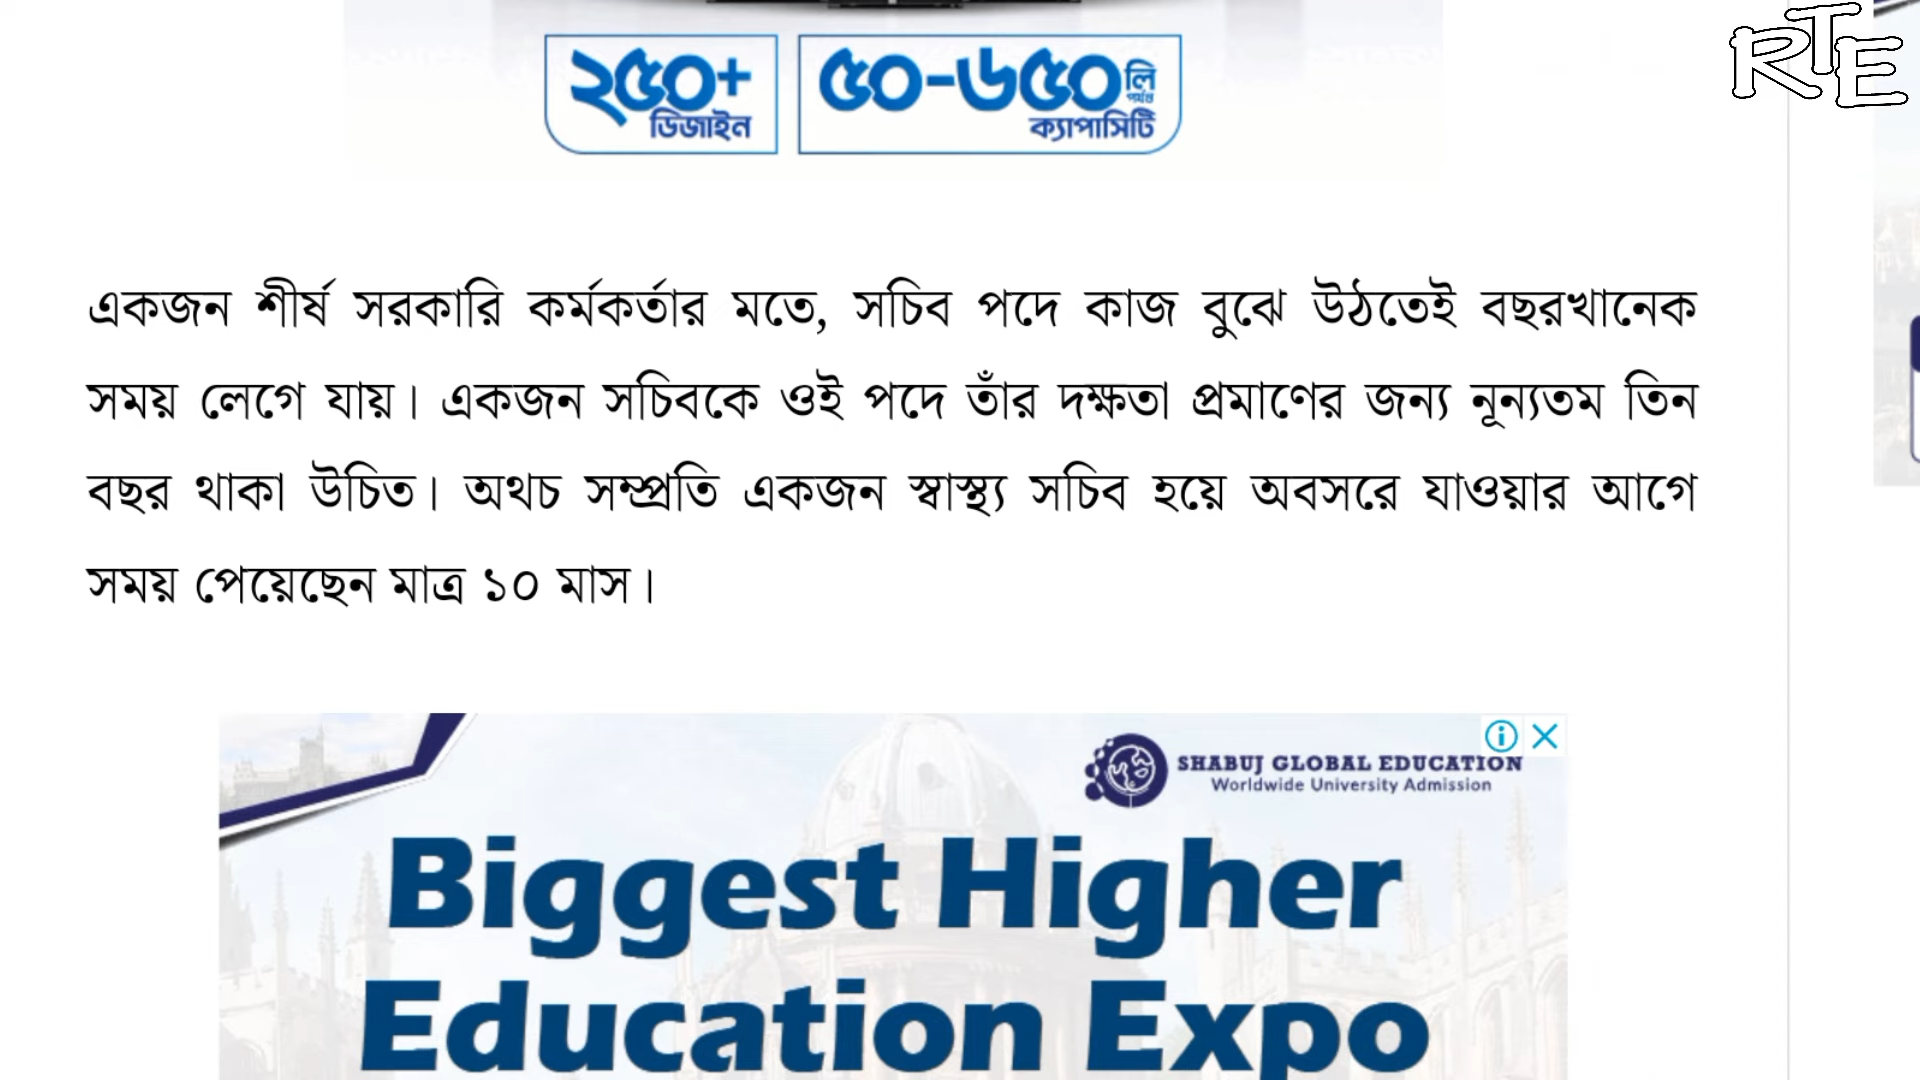 RTE
২৫০+
ডিজাইন
৫০-৬৫০ লি পর্যন্ত
ক্যাপাসিটি
একজন শীর্ষ সরকারি কর্মকর্তার মতে, সচিব পদে কাজ বুঝে উঠতেই বছরখানেক
সময় লেগে যায়। একজন সচিবকে ওই পদে তাঁর দক্ষতা প্রমাণের জন্য নূন্যতম তিন
বছর থাকা উচিত। অথচ সম্প্রতি একজন স্বাস্থ্য সচিব হয়ে অবসরে যাওয়ার আগে
সময় পেয়েছেন মাত্র ১০ মাস।
SHABUJ GLOBAL EDUCATION
Worldwide University Admission
Biggest Higher
Education Expo